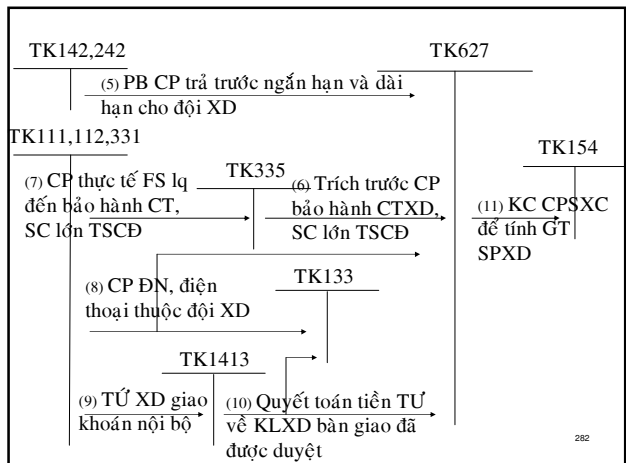 TK142,242
TK627
(5) PB CP trả trước ngắn hạn và dài
hạn cho đội XD
TK111,112,331
TK154
(7) CP thực tế FS lq
đến bảo hành CT,
SC lớn TSCĐ
TK335
(6) Trích trước CP
bảo hành CTXD,
SC lớn TSCĐ
(11) KC CPSXC
để tính GT
SPXD
(8) CP ĐN, điện
thoại thuộc đội XD
TK133
TK1413
(9) TỨ XD giao
khoán nội bộ
(10) Quyết toán tiền TƯ
về KLXD bàn giao đã
được duyệt
282